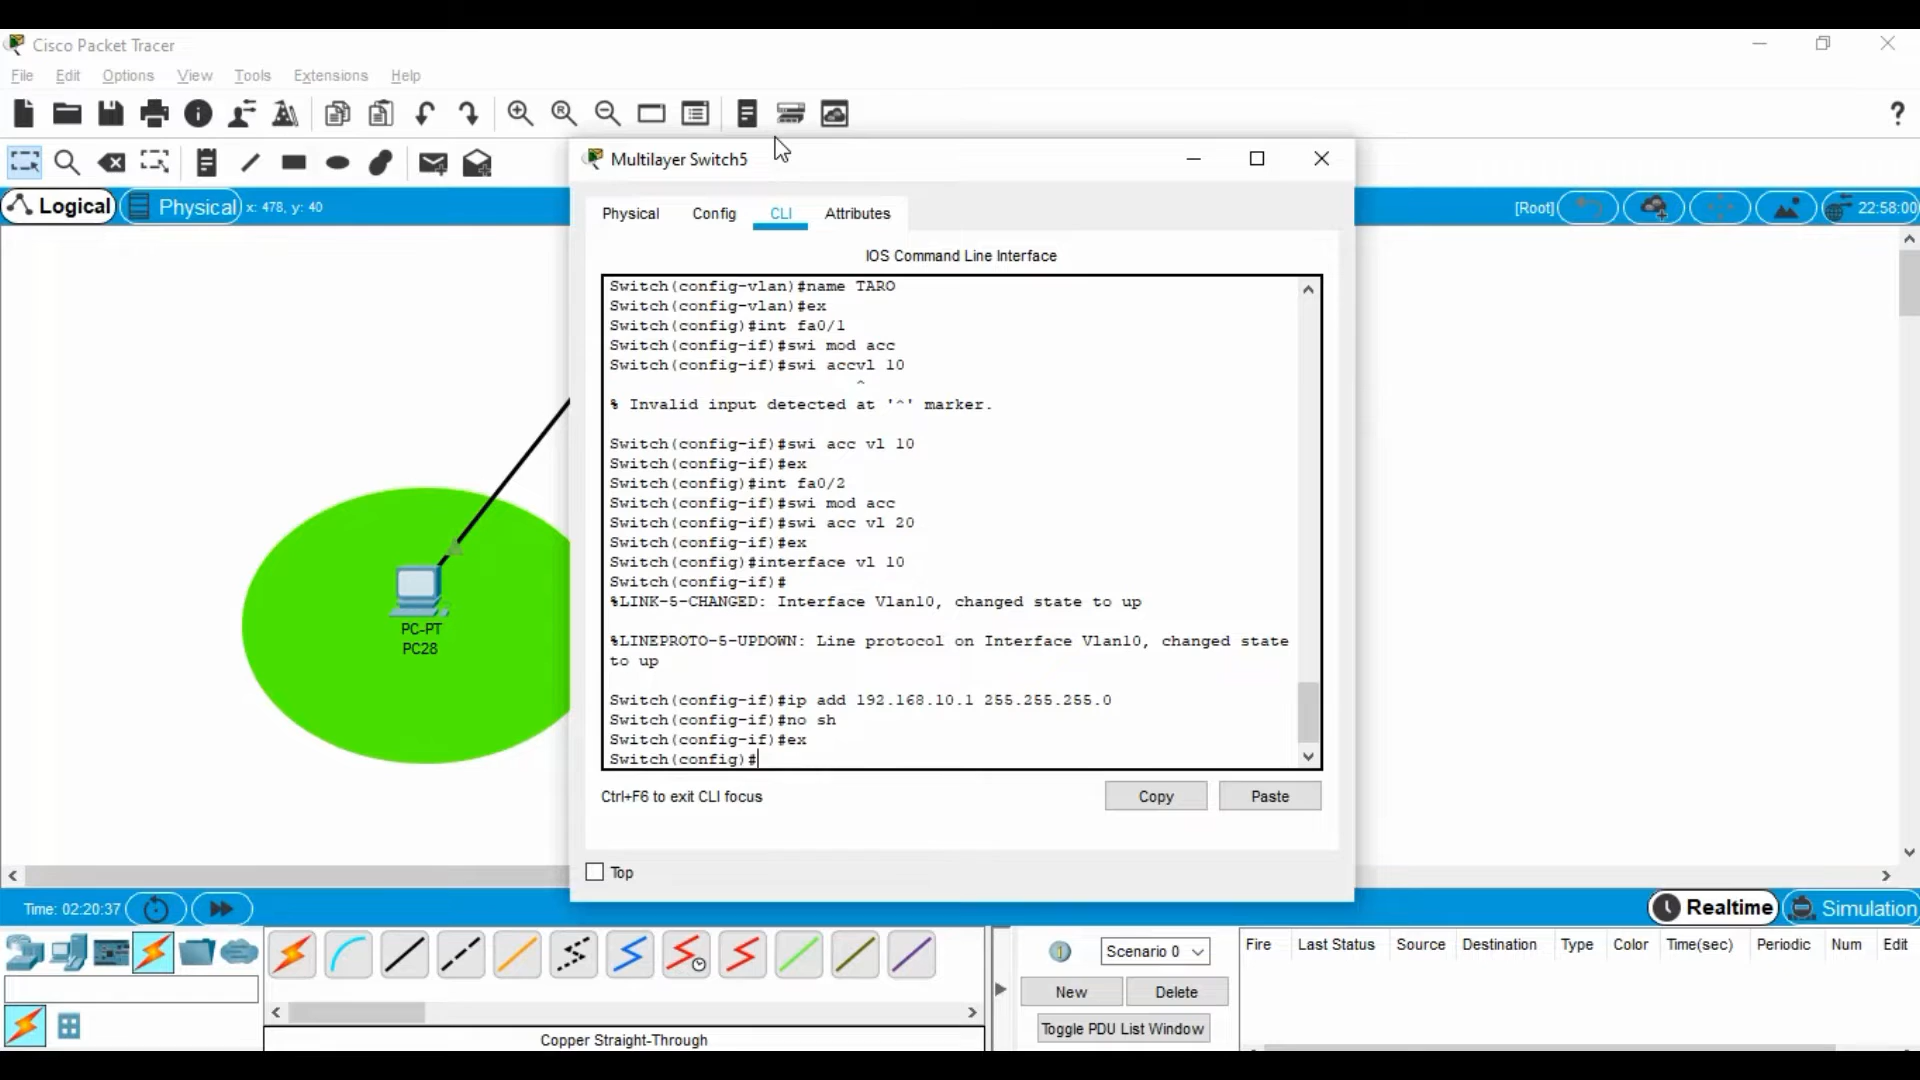 Cisco Packet Tracer
File Edit Options View Tools Extensions Help
?
Multilayer Switch5
Logical Physical x: 478, y: 40
[Root] 22:58:00
Physical Config CLI Attributes
IOS Command Line Interface
Switch(config-vlan)#name TARO
Switch(config-vlan)#ex
Switch(config)#int fa0/1
Switch(config-if)#swi mod acc
Switch(config-if)#swi accvl 10
^
% Invalid input detected at '^' marker.
Switch(config-if)#swi acc vl 10
Switch(config-if)#ex
Switch(config)#int fa0/2
Switch(config-if)#swi mod acc
Switch(config-if)#swi acc vl 20
Switch(config-if)#ex
Switch(config)#interface vl 10
Switch(config-if)#
%LINK-5-CHANGED: Interface Vlan10, changed state to up
%LINEPROTO-5-UPDOWN: Line protocol on Interface Vlan10, changed state
to up
Switch(config-if)#ip add 192.168.10.1 255.255.255.0
Switch(config-if)#no sh
Switch(config-if)#ex
Switch(config)#
PC-PT
PC28
Ctrl+F6 to exit CLI focus
Copy Paste
Top
Time: 02:20:37
Realtime Simulation
Scenario 0
New Delete
Toggle PDU List Window
Fire Last Status Source Destination Type Color Time(sec) Periodic Num Edit
Copper Straight-Through